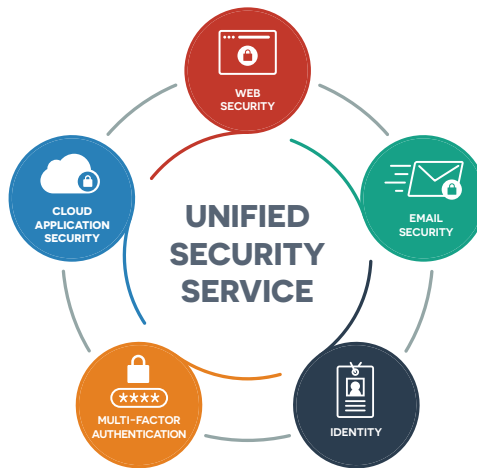 WEB
SECURITY
CLOUD
APPLICATION
SECURITY
EMAIL
SECURITY
UNIFIED
SECURITY
SERVICE
****
MULTI-FACTOR
AUTHENTICATION
IDENTITY